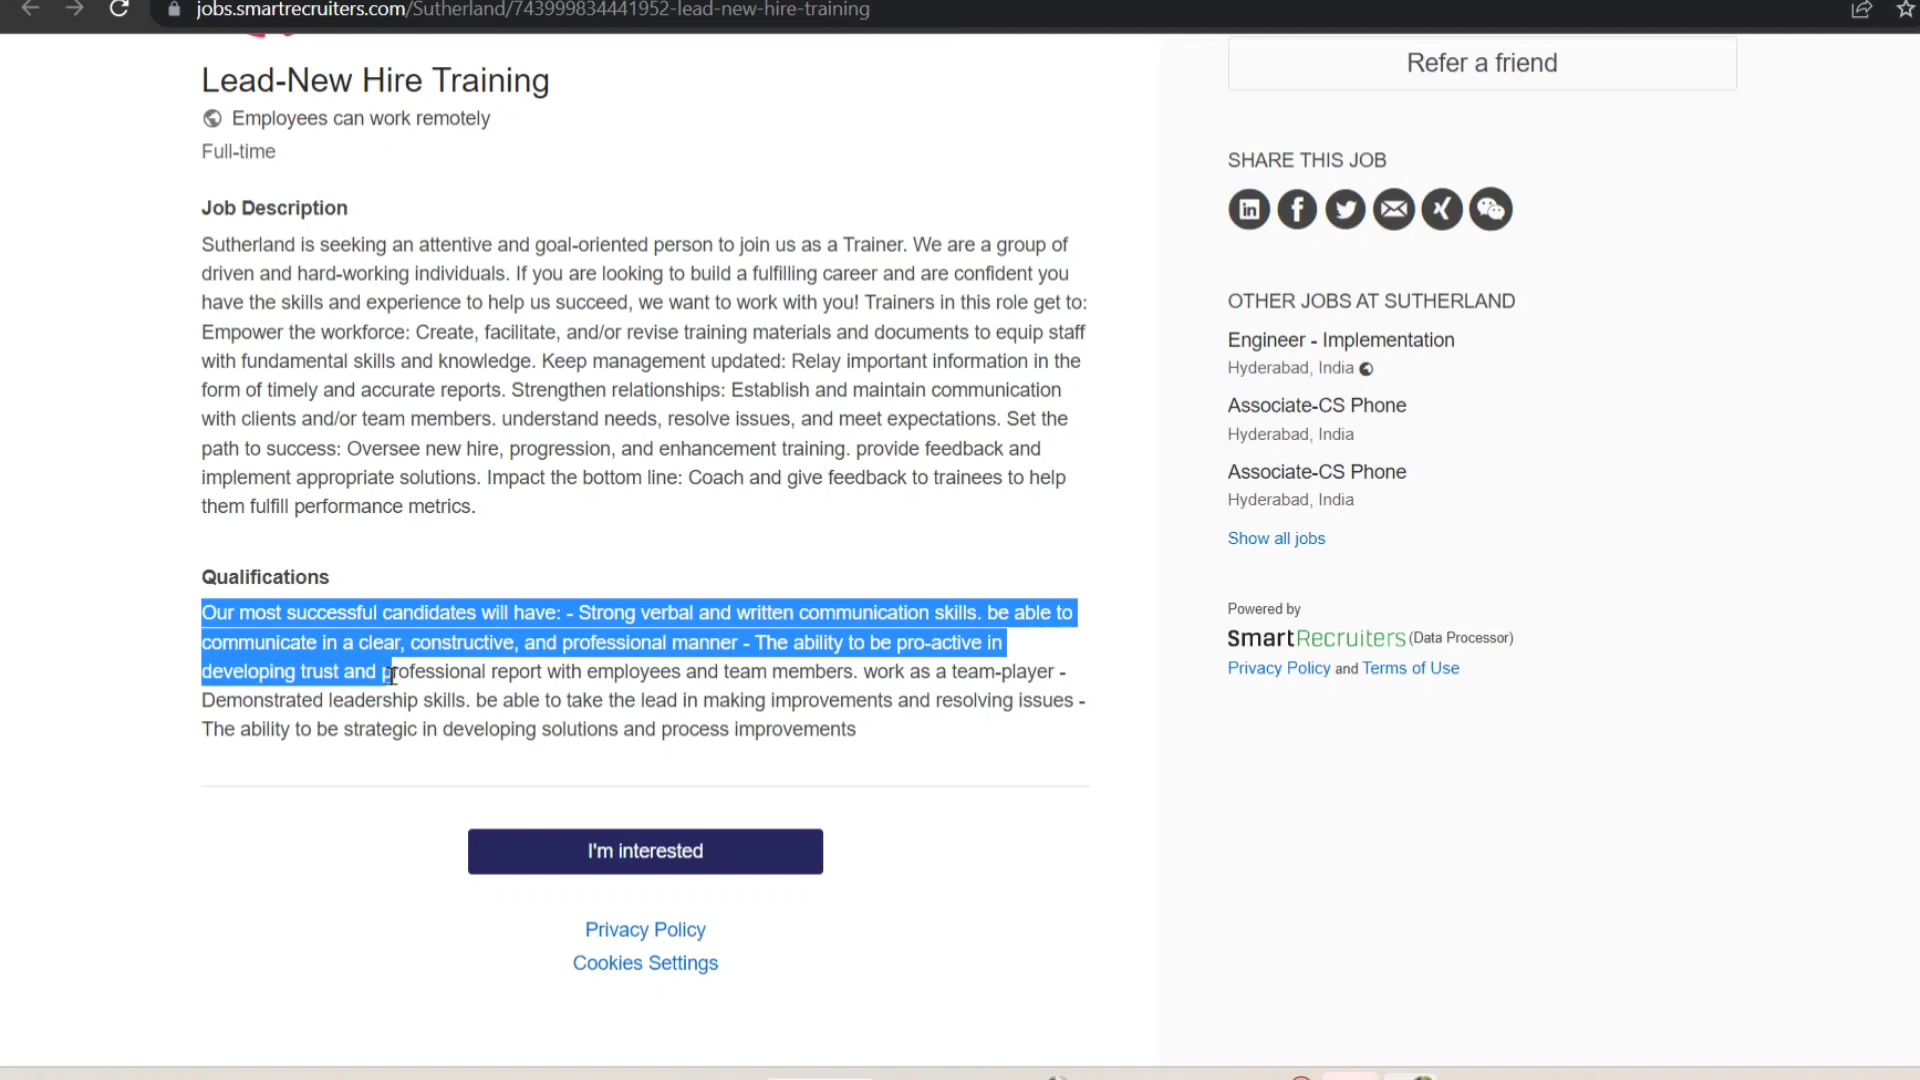 jobs.smartrecruiters.com/Sutherland/743999834441952-lead-new-hire-training
Lead-New Hire Training
Employees can work remotely
Full-time
Job Description
Sutherland is seeking an attentive and goal-oriented person to join us as a Trainer. We are a group of
driven and hard-working individuals. If you are looking to build a fulfilling career and are confident you
have the skills and experience to help us succeed, we want to work with you! Trainers in this role get to:
Empower the workforce: Create, facilitate, and/or revise training materials and documents to equip staff
with fundamental skills and knowledge. Keep management updated: Relay important information in the
form of timely and accurate reports. Strengthen relationships: Establish and maintain communication
with clients and/or team members. understand needs, resolve issues, and meet expectations. Set the
path to success: Oversee new hire, progression, and enhancement training. provide feedback and
implement appropriate solutions. Impact the bottom line: Coach and give feedback to trainees to help
them fulfill performance metrics.
Qualifications
Our most successful candidates will have: - Strong verbal and written communication skills. be able to
communicate in a clear, constructive, and professional manner - The ability to be pro-active in
developing trust and professional report with employees and team members. work as a team-player -
Demonstrated leadership skills. be able to take the lead in making improvements and resolving issues -
The ability to be strategic in developing solutions and process improvements
I'm interested
Privacy Policy
Cookies Settings
Refer a friend
SHARE THIS JOB
OTHER JOBS AT SUTHERLAND
Engineer - Implementation
Hyderabad, India
Associate-CS Phone
Hyderabad, India
Associate-CS Phone
Hyderabad, India
Show all jobs
Powered by
SmartRecruiters (Data Processor)
Privacy Policy and Terms of Use